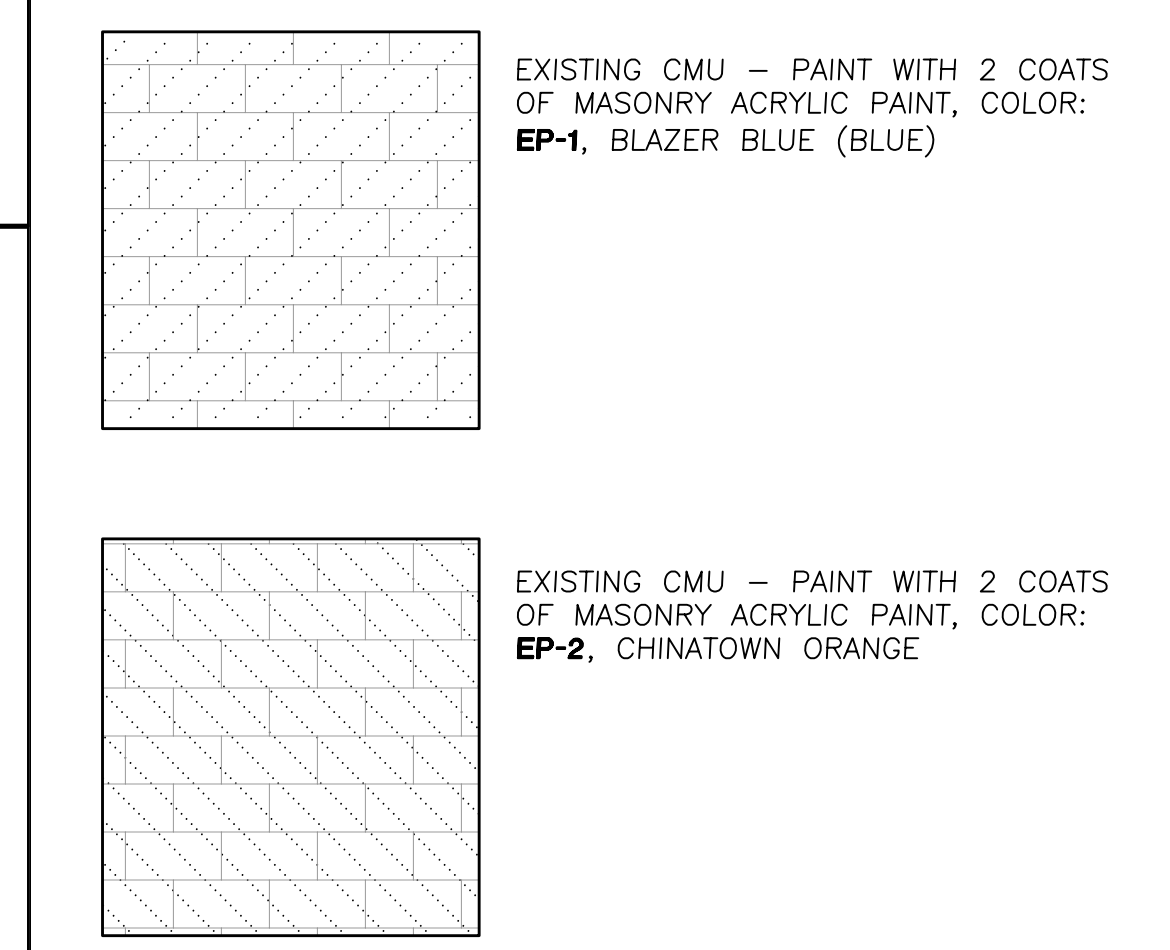 EXISTING CMU – PAINT WITH 2 COATS
OF MASONRY ACRYLIC PAINT, COLOR:
EP-1, BLAZER BLUE (BLUE)
EXISTING CMU – PAINT WITH 2 COATS
OF MASONRY ACRYLIC PAINT, COLOR:
EP-2, CHINATOWN ORANGE